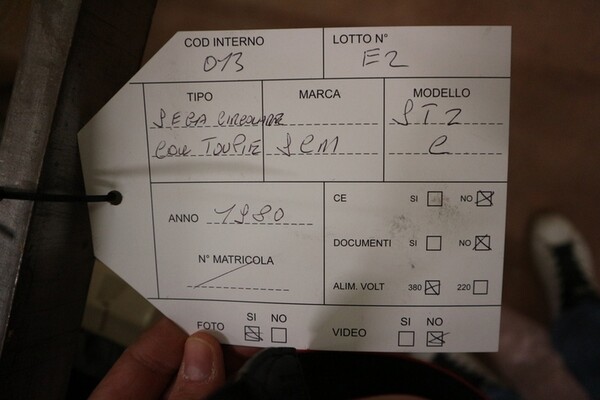 COD INTERNO LOTTO N°
013 E2
TIPO MARCA MODELLO
SEGA CIRCOLARE STZ
CON TOUPIE SCM C
ANNO 1980
N° MATRICOLA
CE SI NO
DOCUMENTI SI NO
ALIM. VOLT 380 220
FOTO SI NO
VIDEO SI NO